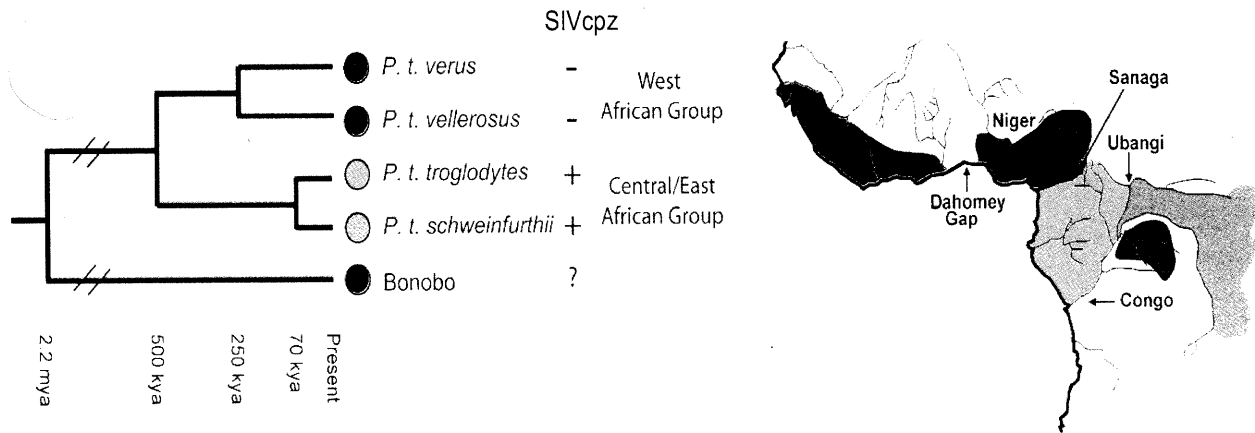 SIVcpz
P. t. verus -
P. t. vellerosus -
West
African Group
P. t. troglodytes +
P. t. schweinfurthii +
Central/East
African Group
Bonobo ?
2.2 mya
500 kya
250 kya
70 kya
Present
Sanaga
Niger
Ubangi
Dahomey
Gap
Congo